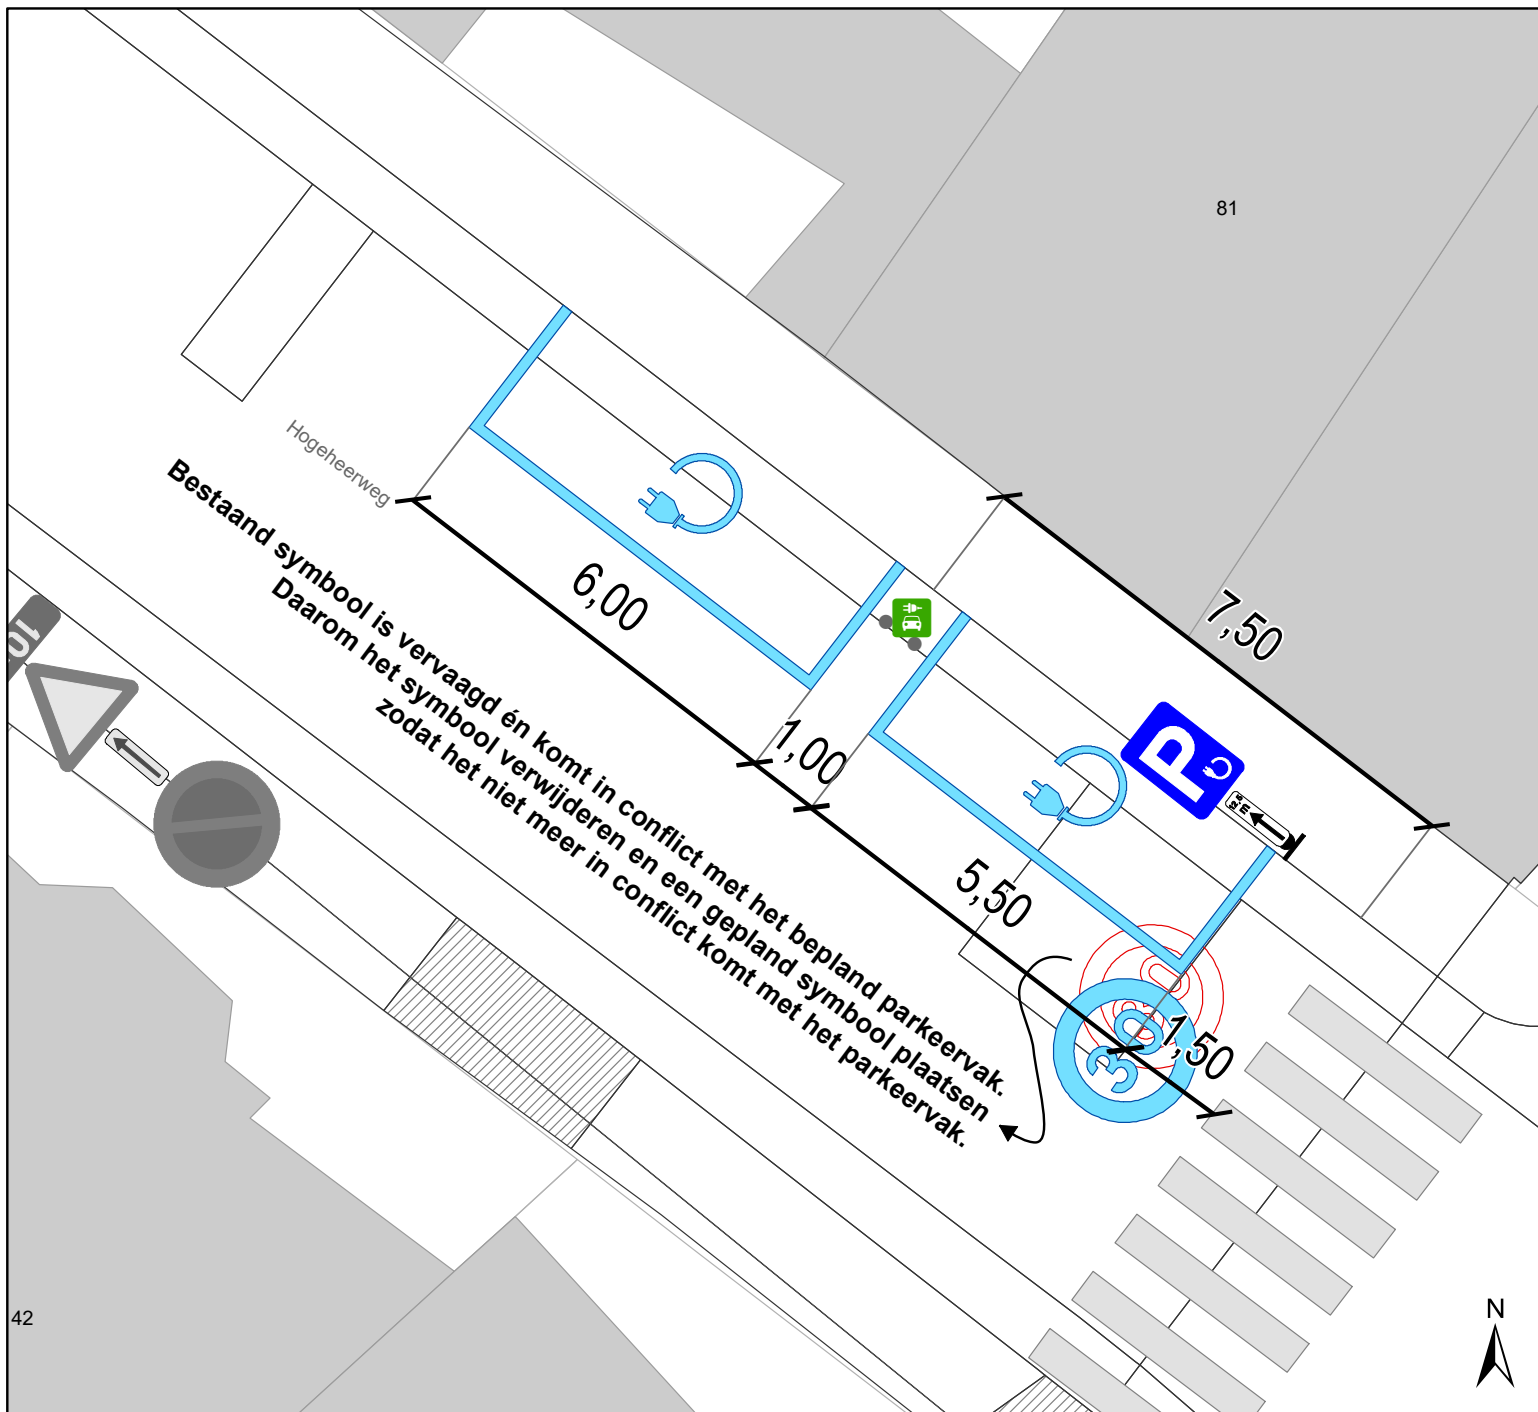 81
Hogeheerweg
Bestaand symbool is vervaagd én komt in conflict met het bepland parkeervak.
Daarom het symbool verwijderen en een gepland symbool plaatsen
zodat het niet meer in conflict komt met het parkeervak.
6,00
7,50
1,00
P
5,50
30
1,50
42
N